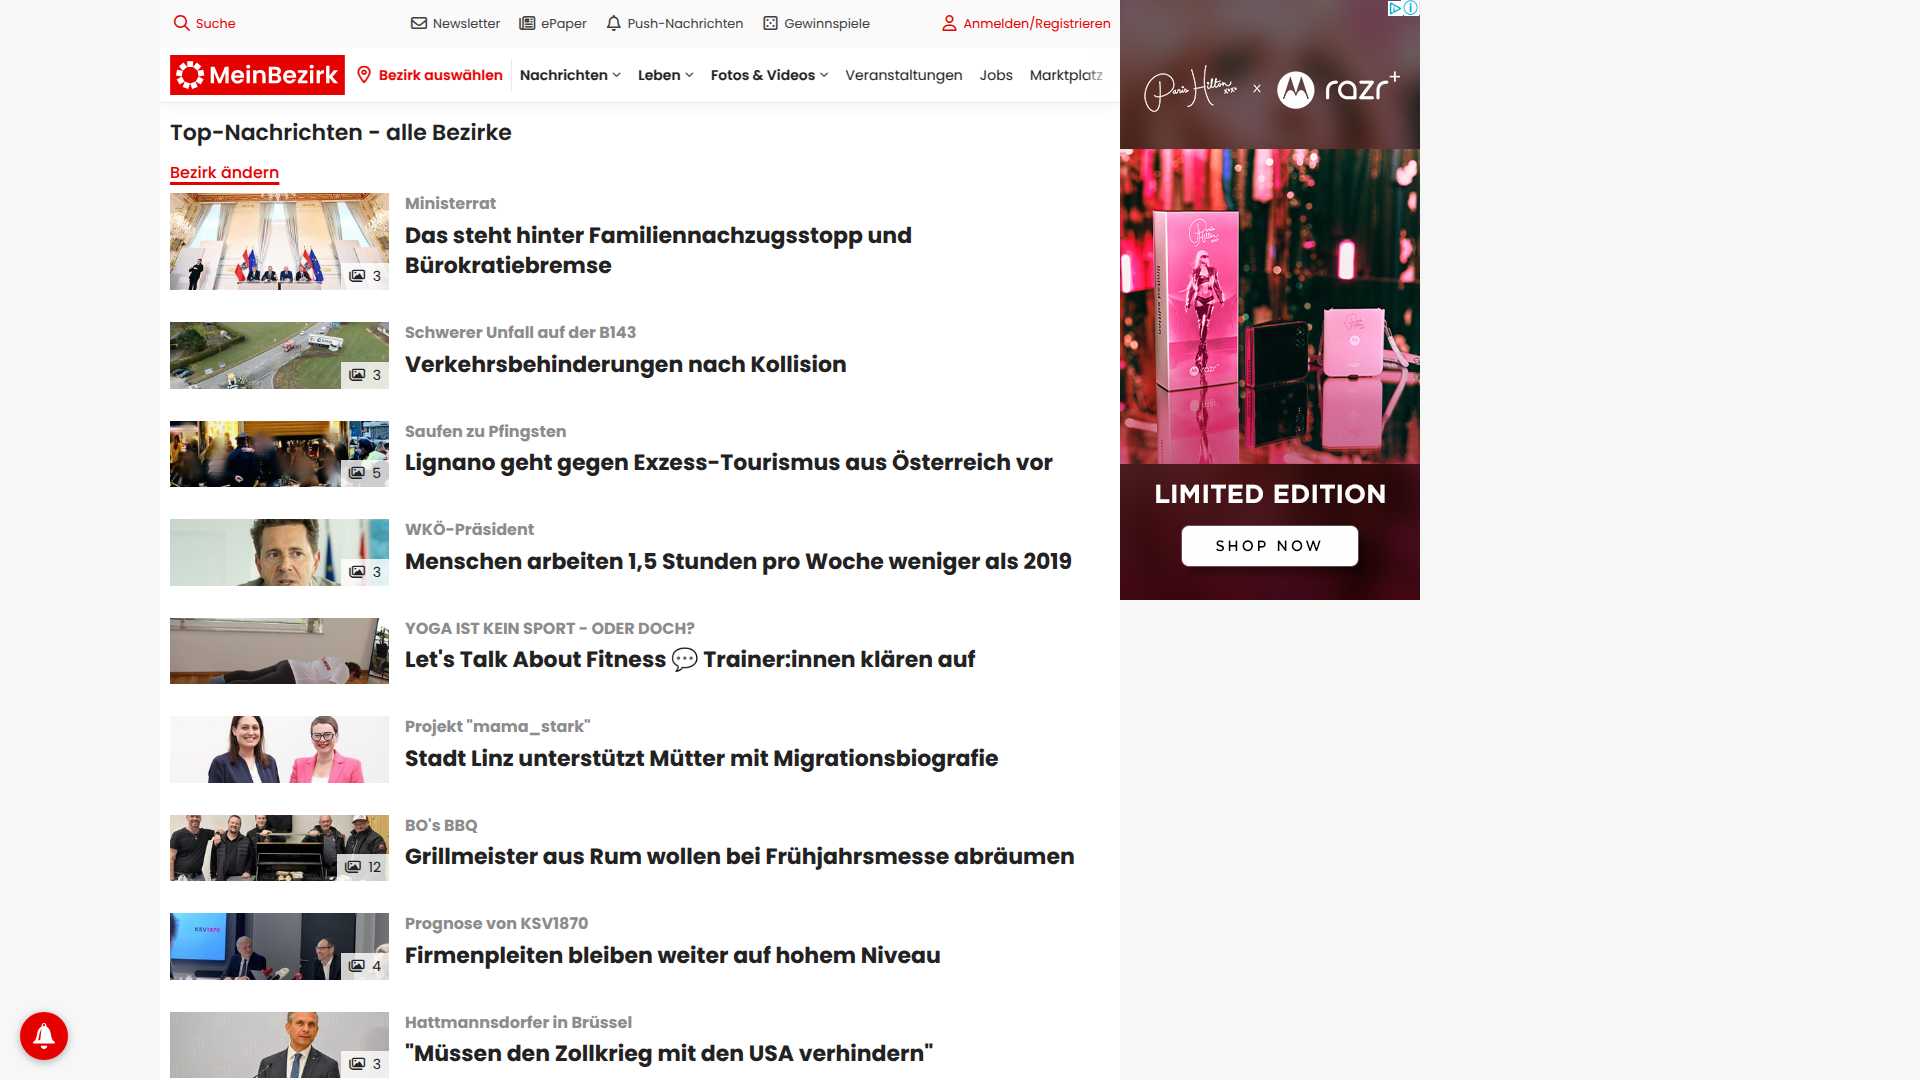 Suche
Newsletter
ePaper
Push-Nachrichten
Gewinnspiele
Anmelden/Registrieren
MeinBezirk
Bezirk auswählen
Nachrichten
Leben
Fotos & Videos
Veranstaltungen
Jobs
Marktplatz
Top-Nachrichten - alle Bezirke
Bezirk ändern
3
Ministerrat
Das steht hinter Familiennachzugsstopp und
Bürokratiebremse
3
Schwerer Unfall auf der B143
Verkehrsbehinderungen nach Kollision
5
Saufen zu Pfingsten
Lignano geht gegen Exzess-Tourismus aus Österreich vor
3
WKÖ-Präsident
Menschen arbeiten 1,5 Stunden pro Woche weniger als 2019
YOGA IST KEIN SPORT - ODER DOCH?
Let's Talk About Fitness 💬 Trainer:innen klären auf
Projekt "mama_stark"
Stadt Linz unterstützt Mütter mit Migrationsbiografie
12
BO's BBQ
Grillmeister aus Rum wollen bei Frühjahrsmesse abräumen
KSV1870
4
Prognose von KSV1870
Firmenpleiten bleiben weiter auf hohem Niveau
3
Hattmannsdorfer in Brüssel
"Müssen den Zollkrieg mit den USA verhindern"
Paris Hilton
x
razr+
Paris Hilton
limited edition
razr
LIMITED EDITION
SHOP NOW